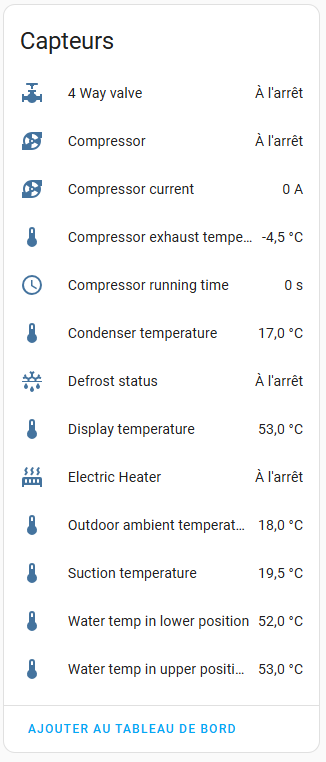 Capteurs
4 Way valve À l'arrêt
Compressor À l'arrêt
Compressor current 0 A
Compressor exhaust tempe... -4,5 °C
Compressor running time 0 s
Condenser temperature 17,0 °C
Defrost status À l'arrêt
Display temperature 53,0 °C
Electric Heater À l'arrêt
Outdoor ambient temperat... 18,0 °C
Suction temperature 19,5 °C
Water temp in lower position 52,0 °C
Water temp in upper positi... 53,0 °C
AJOUTER AU TABLEAU DE BORD